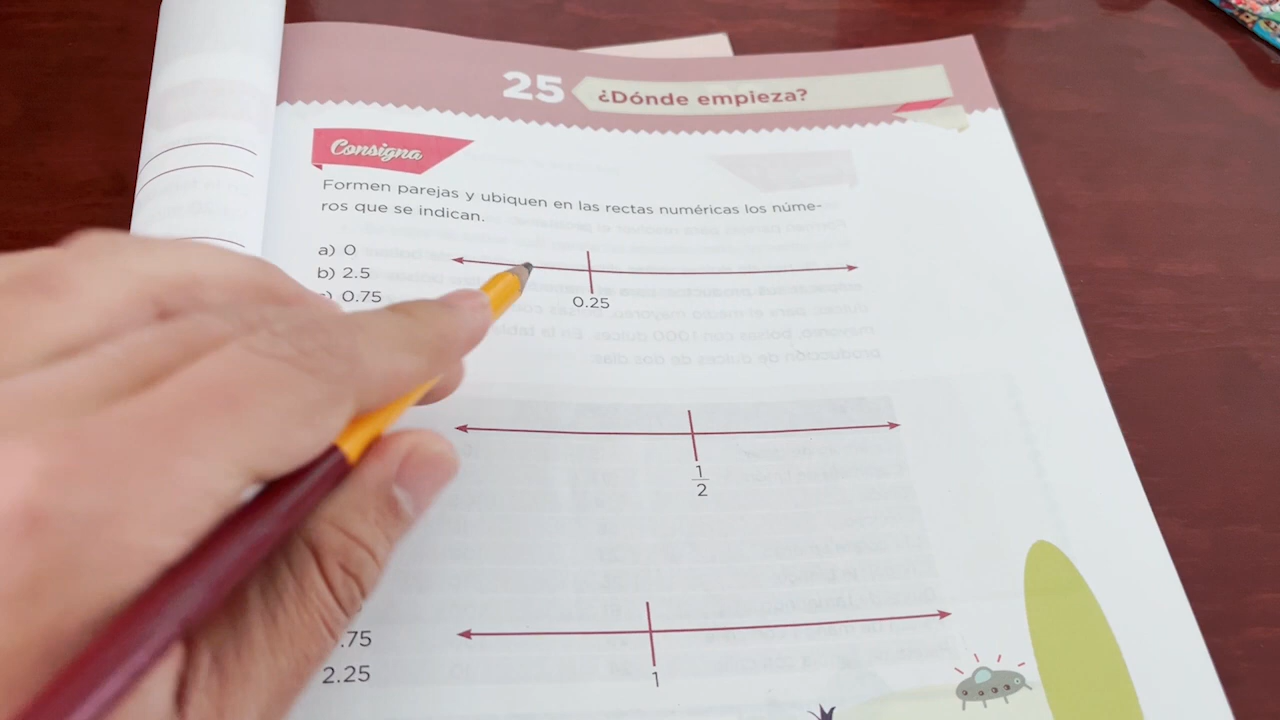 25 ¿Dónde empieza?
Consigna
Formen parejas y ubiquen en las rectas numéricas los núme-
ros que se indican.
a) 0
b) 2.5
) 0.75
0.25
1
2
.75
2.25
1